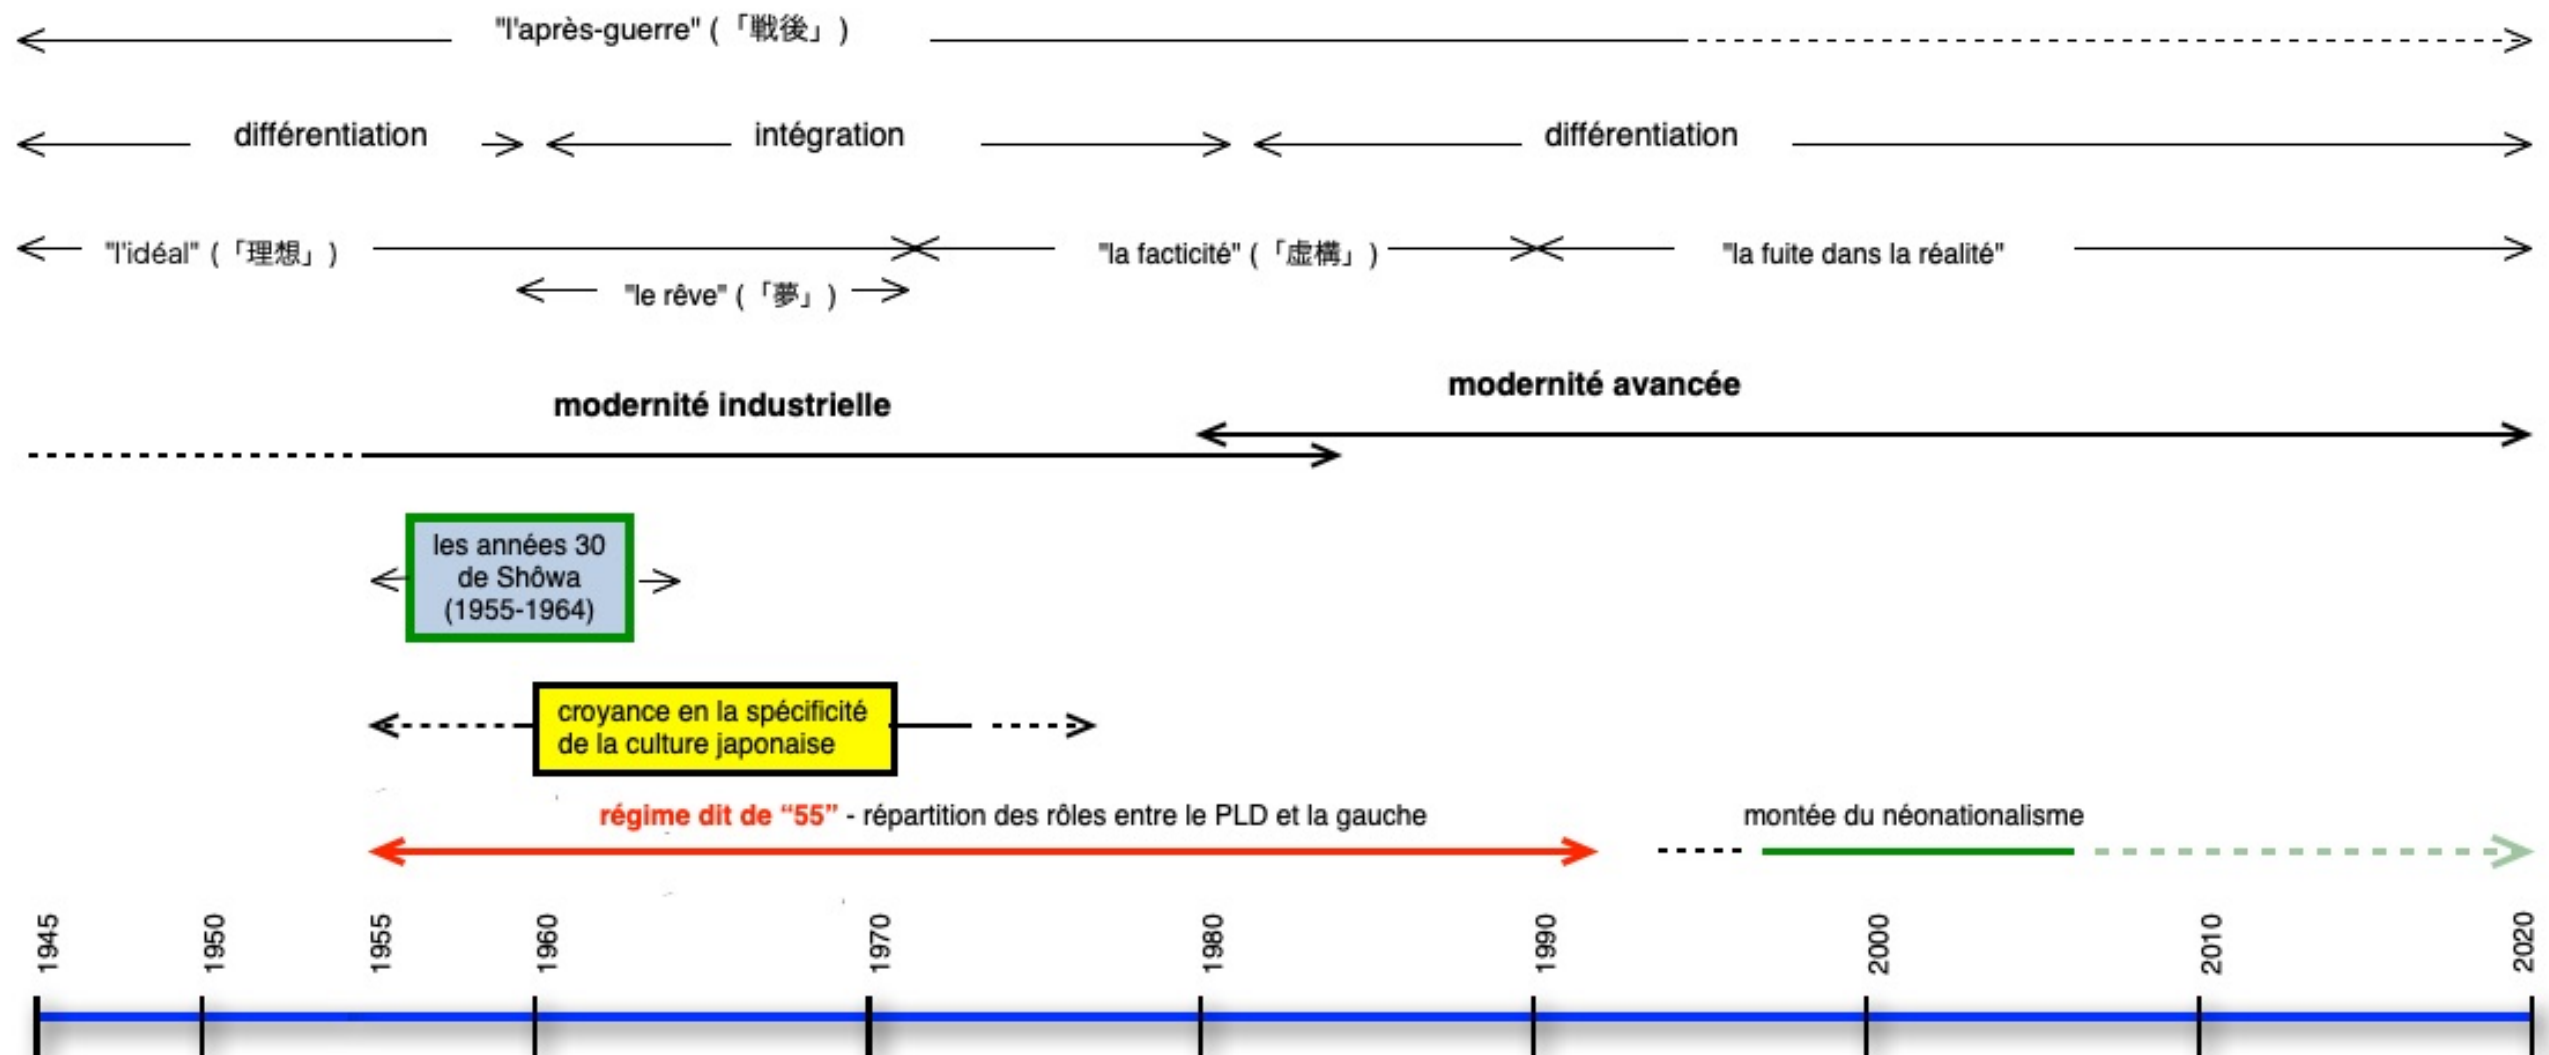 "l'après-guerre" (「戦後」)
différentiation
intégration
différentiation
"l'idéal" (「理想」)
"la facticité" (「虚構」)
"la fuite dans la réalité"
"le rêve" (「夢」)
modernité industrielle
modernité avancée
les années 30
de Shôwa
(1955-1964)
croyance en la spécificité
de la culture japonaise
régime dit de “55” - répartition des rôles entre le PLD et la gauche
montée du néonationalisme
1945
1950
1955
1960
1970
1980
1990
2000
2010
2020